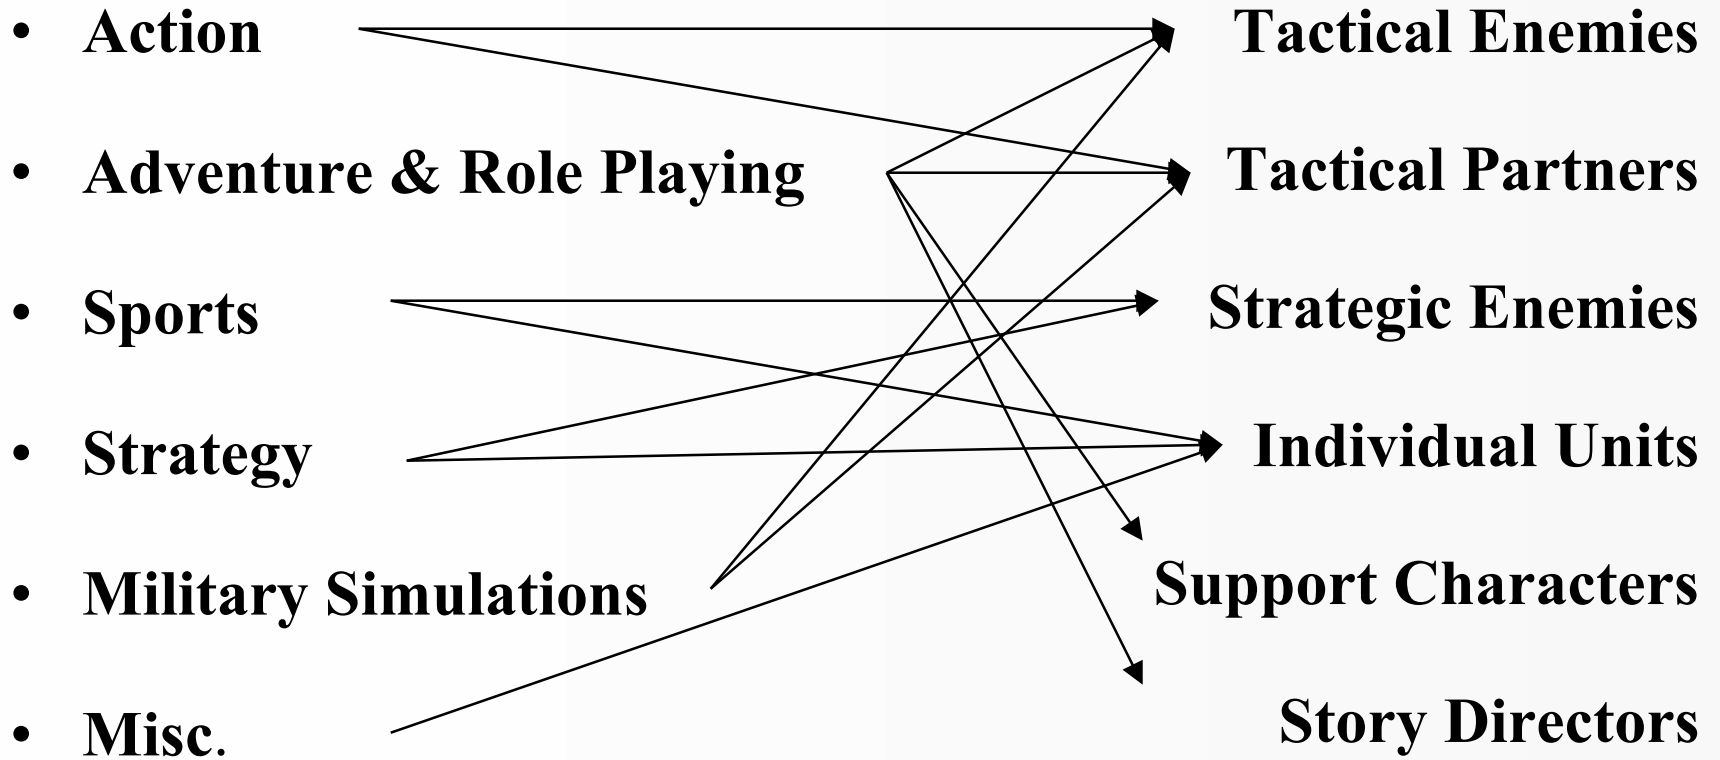 • Action
Tactical Enemies
• Adventure & Role Playing
Tactical Partners
• Sports
Strategic Enemies
• Strategy
Individual Units
• Military Simulations
Support Characters
• Misc.
Story Directors